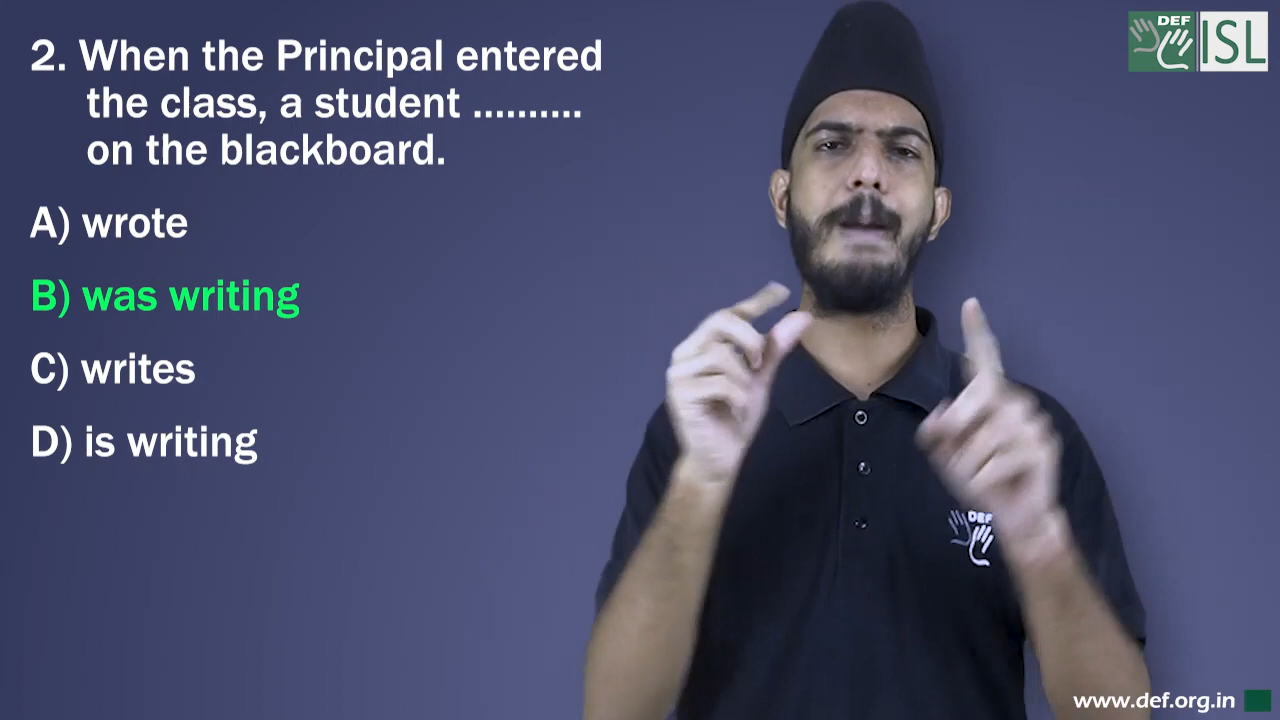 2. When the Principal entered
the class, a student ..........
on the blackboard.
A) wrote
B) was writing
C) writes
D) is writing
DEF
ISL
DEF
www.def.org.in